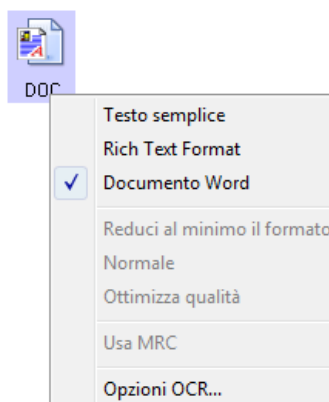 DOC
Testo semplice
Rich Text Format
Documento Word
Reduci al minimo il formato
Normale
Ottimizza qualità
Usa MRC
Opzioni OCR...